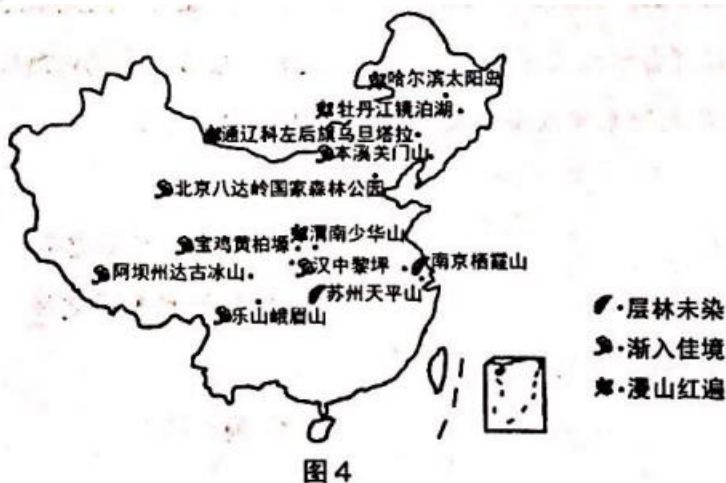 哈尔滨太阳岛
牡丹江镜泊湖
通辽科左后旗乌旦塔拉
本溪关门山
北京八达岭国家森林公园
渭南少华山
宝鸡黄柏塬
汉中黎坪
南京栖霞山
阿坝州达古冰山
苏州天平山
乐山峨眉山
层林未染
渐入佳境
漫山红遍
图4